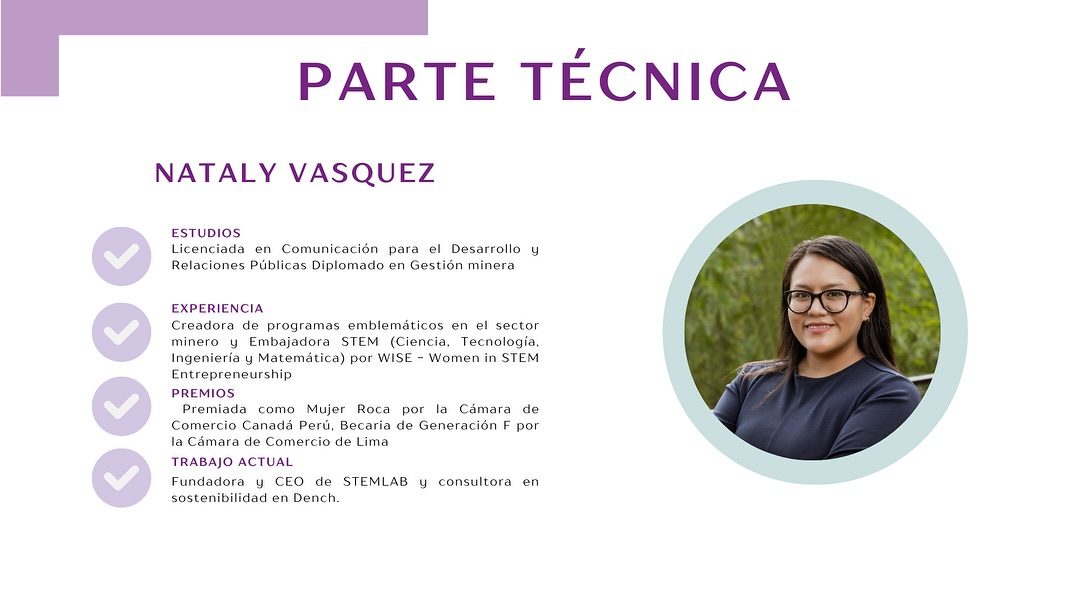 PARTE TÉCNICA
NATALY VASQUEZ
ESTUDIOS
Licenciada en Comunicación para el Desarrollo y
Relaciones Públicas Diplomado en Gestión minera
EXPERIENCIA
Creadora de programas emblemáticos en el sector
minero y Embajadora STEM (Ciencia, Tecnología,
Ingeniería y Matemática) por WISE - Women in STEM
Entrepreneurship
PREMIOS
Premiada como Mujer Roca por la Cámara de
Comercio Canadá Perú, Becaria de Generación F por
la Cámara de Comercio de Lima
TRABAJO ACTUAL
Fundadora y CEO de STEMLAB y consultora en
sostenibilidad en Dench.